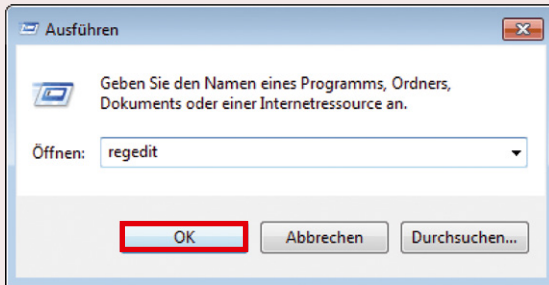 Ausführen
Geben Sie den Namen eines Programms, Ordners,
Dokuments oder einer Internetressource an.
Öffnen: regedit
OK Abbrechen Durchsuchen...